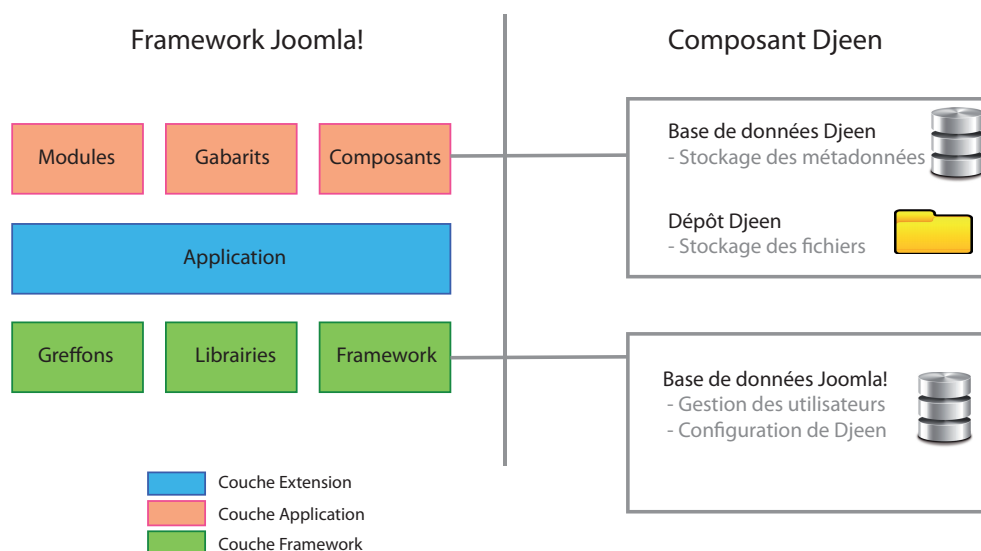 Framework Joomla!
Composant Djeen
Modules
Gabarits
Composants
Base de données Djeen
- Stockage des métadonnées
Dépôt Djeen
- Stockage des fichiers
Application
Greffons
Librairies
Framework
Base de données Joomla!
- Gestion des utilisateurs
- Configuration de Djeen
Couche Extension
Couche Application
Couche Framework